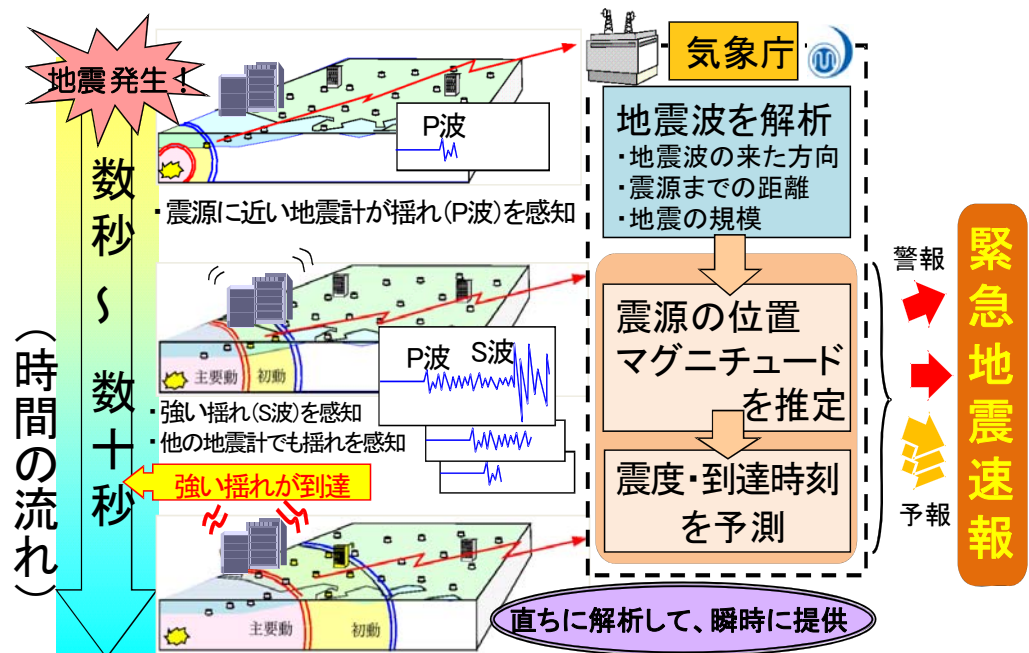 地震発生！
数秒～数十秒
（時間の流れ）
P波
・震源に近い地震計が揺れ（P波）を感知
主要動
初動
P波
S波
・強い揺れ（S波）を感知
・他の地震計でも揺れを感知
強い揺れが到達
主要動
初動
気象庁
地震波を解析
・地震波の来た方向
・震源までの距離
・地震の規模
震源の位置
マグニチュード
を推定
震度・到達時刻
を予測
直ちに解析して、瞬時に提供
警報
予報
緊急地震速報